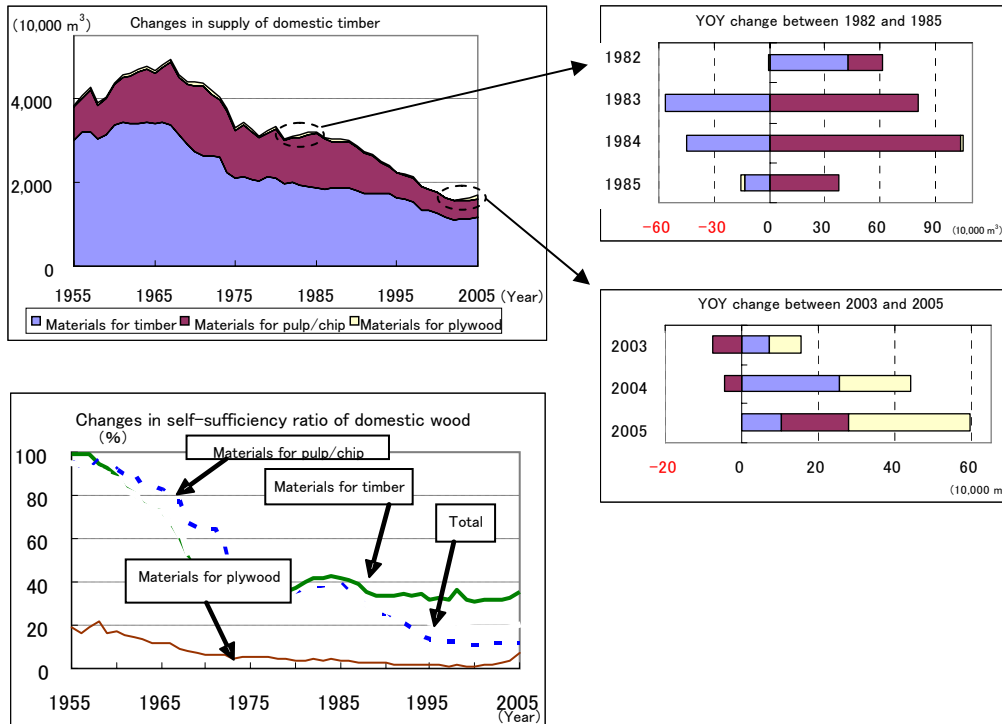 Changes in supply of domestic timber
(10,000 m³)
4,000
2,000
0
1955 1965 1975 1985 1995 2005 (Year)
Materials for timber Materials for pulp/chip Materials for plywood
YOY change between 1982 and 1985
1982
1983
1984
1985
-60 -30 0 30 60 90 (10,000 m³)
YOY change between 2003 and 2005
2003
2004
2005
-20 0 20 40 60
(10,000 m³)
Changes in self-sufficiency ratio of domestic wood
(%)
100
80
60
40
20
0
Materials for pulp/chip
Materials for timber
Total
Materials for plywood
1955 1965 1975 1985 1995 2005
(Year)